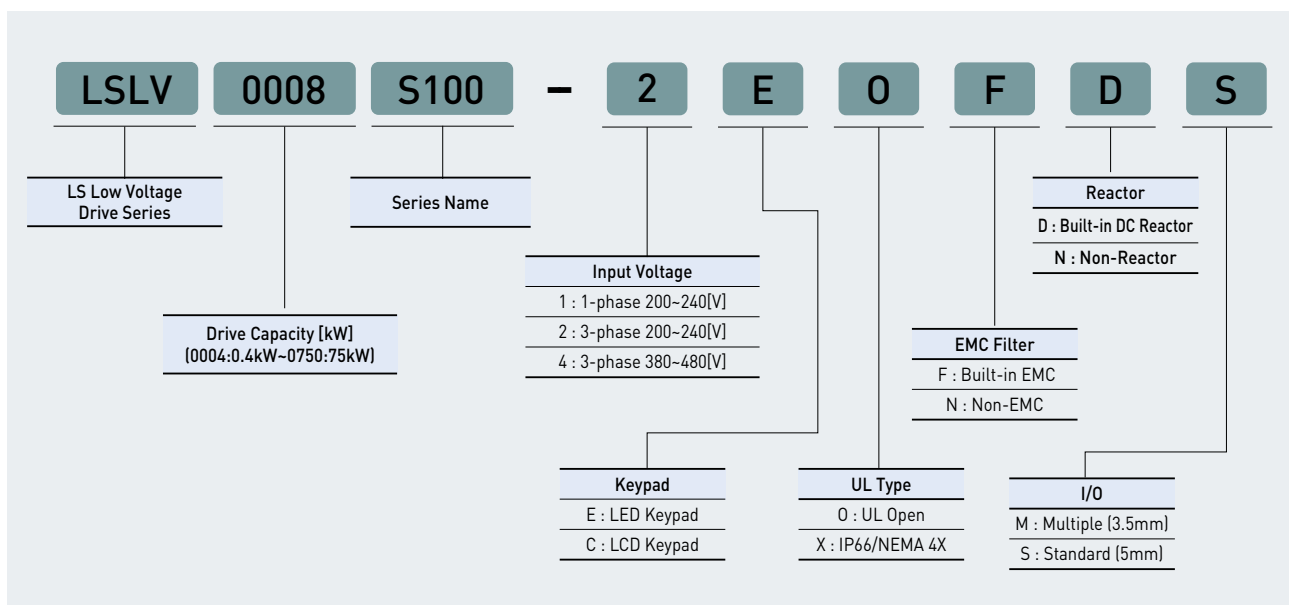 LSLV 0008 S100 - 2 E O F D S
LS Low Voltage
Drive Series
Series Name
Reactor
D : Built-in DC Reactor
N : Non-Reactor
Input Voltage
1 : 1-phase 200~240[V]
2 : 3-phase 200~240[V]
4 : 3-phase 380~480[V]
Drive Capacity [kW]
(0004:0.4kW~0750:75kW)
EMC Filter
F : Built-in EMC
N : Non-EMC
Keypad
E : LED Keypad
C : LCD Keypad
UL Type
O : UL Open
X : IP66/NEMA 4X
I/O
M : Multiple (3.5mm)
S : Standard (5mm)